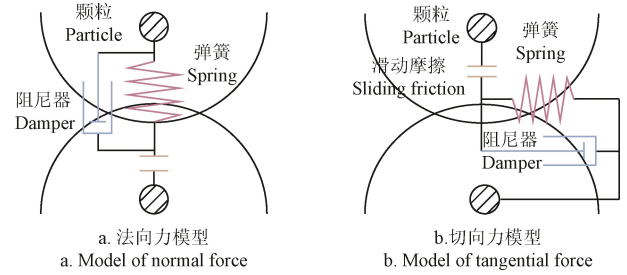 颗粒
Particle
弹簧
Spring
阻尼器
Damper
a. 法向力模型
a. Model of normal force
颗粒
Particle
弹簧
Spring
滑动摩擦
Sliding friction
阻尼器
Damper
b.切向力模型
b. Model of tangential force